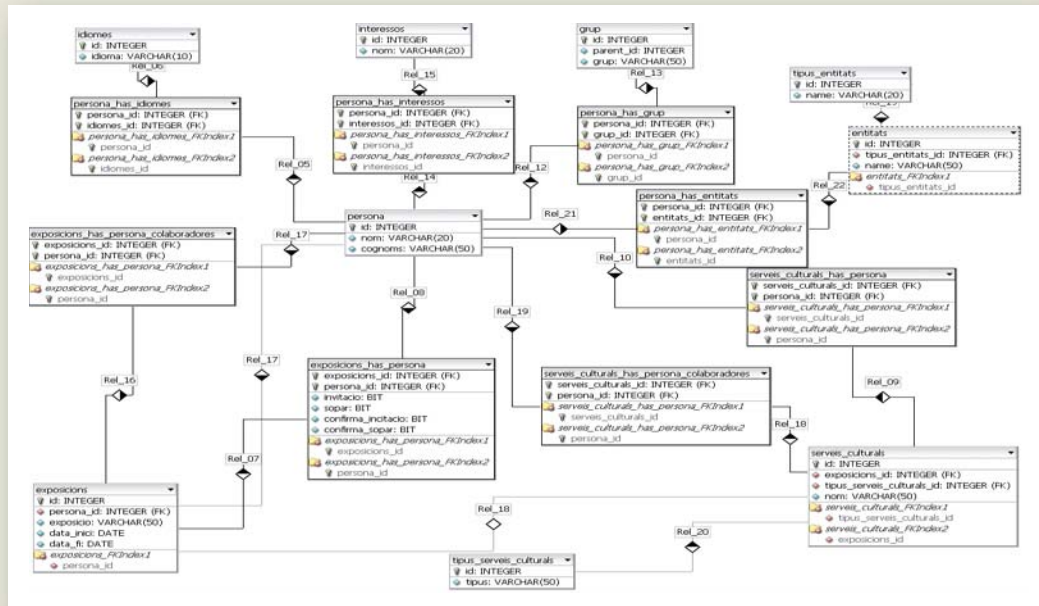 idiomes
id: INTEGER
idioma: VARCHAR(10)
Rel_06
interessos
id: INTEGER
nom: VARCHAR(20)
Rel_15
grup
id: INTEGER
parent_id: INTEGER
grup: VARCHAR(50)
Rel_13
tipus_entitats
id: INTEGER
name: VARCHAR(20)
persona_has_idiomes
persona_id: INTEGER (FK)
idiomes_id: INTEGER (FK)
persona_has_idiomes_FKIndex1
persona_id
persona_has_idiomes_FKIndex2
idiomes_id
Rel_05
persona_has_interessos
persona_id: INTEGER (FK)
interessos_id: INTEGER (FK)
persona_has_interessos_FKIndex1
persona_id
persona_has_interessos_FKIndex2
interessos_id
Rel_14
persona_has_grup
persona_id: INTEGER (FK)
grup_id: INTEGER (FK)
persona_has_grup_FKIndex1
persona_id
persona_has_grup_FKIndex2
grup_id
Rel_12
entitats
id: INTEGER
tipus_entitats_id: INTEGER (FK)
name: VARCHAR(50)
entitats_FKIndex1
tipus_entitats_id
Rel_22
persona_has_entitats
persona_id: INTEGER (FK)
entitats_id: INTEGER (FK)
persona_has_entitats_FKIndex1
persona_id
persona_has_entitats_FKIndex2
entitats_id
Rel_21
Rel_10
persona
id: INTEGER
nom: VARCHAR(20)
cognoms: VARCHAR(50)
exposicions_has_persona_colaboradores
exposicions_id: INTEGER (FK)
persona_id: INTEGER (FK)
exposicions_has_persona_FKIndex1
exposicions_id
exposicions_has_persona_FKIndex2
persona_id
Rel_17
Rel_08
Rel_19
serveis_culturals_has_persona
serveis_culturals_id: INTEGER (FK)
persona_id: INTEGER (FK)
serveis_culturals_has_persona_FKIndex1
serveis_culturals_id
serveis_culturals_has_persona_FKIndex2
persona_id
Rel_16
Rel_17
exposicions_has_persona
exposicions_id: INTEGER (FK)
persona_id: INTEGER (FK)
invitacio: BIT
sopar: BIT
confirma_incitacio: BIT
confirma_sopar: BIT
exposicions_has_persona_FKIndex1
exposicions_id
exposicions_has_persona_FKIndex2
persona_id
serveis_culturals_has_persona_colaboradores
serveis_culturals_id: INTEGER (FK)
persona_id: INTEGER (FK)
serveis_culturals_has_persona_FKIndex1
serveis_culturals_id
serveis_culturals_has_persona_FKIndex2
persona_id
Rel_09
Rel_18
Rel_07
serveis_culturals
id: INTEGER
exposicions_id: INTEGER (FK)
tipus_serveis_culturals_id: INTEGER (FK)
nom: VARCHAR(50)
serveis_culturals_FKIndex1
tipus_serveis_culturals_id
serveis_culturals_FKIndex2
exposicions_id
exposicions
id: INTEGER
persona_id: INTEGER (FK)
exposicio: VARCHAR(50)
data_inici: DATE
data_fi: DATE
exposicions_FKIndex1
persona_id
Rel_18
Rel_20
tipus_serveis_culturals
id: INTEGER
tipus: VARCHAR(50)